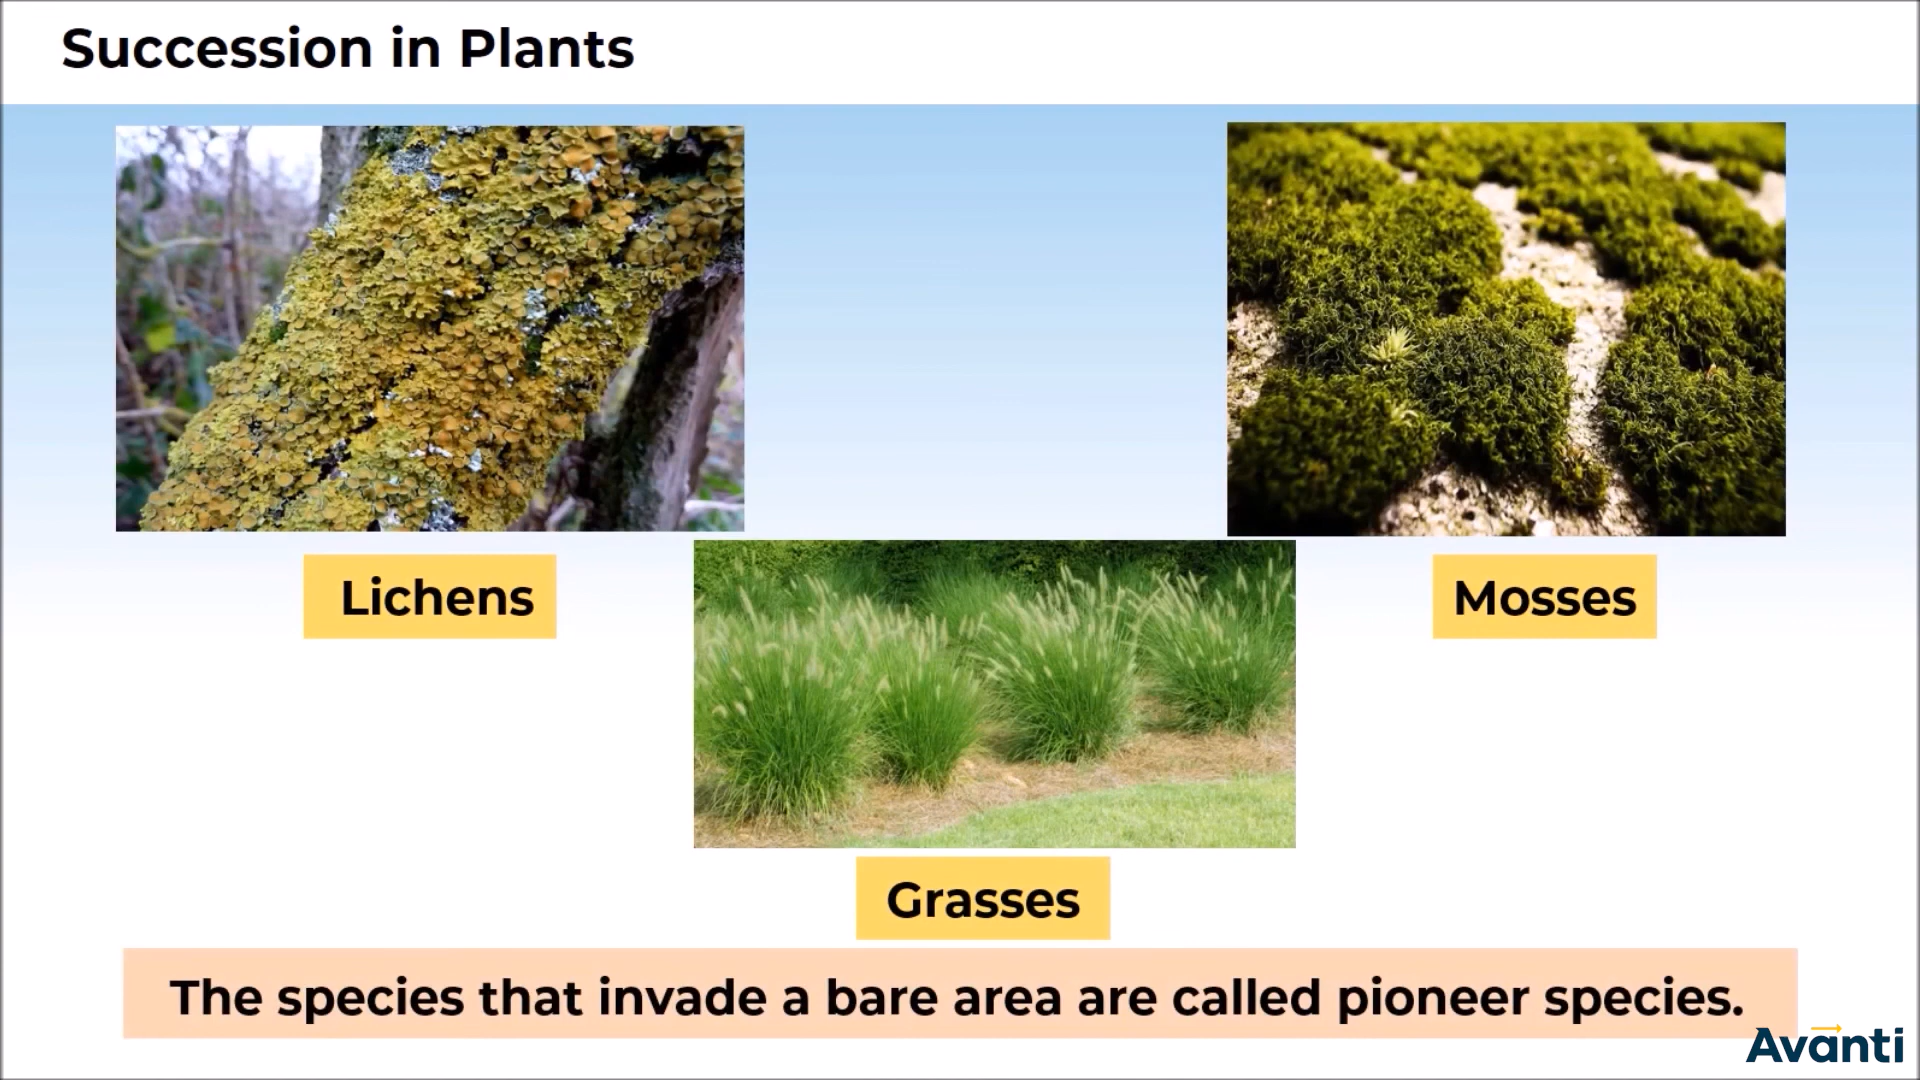 Succession in Plants
Lichens
Mosses
Grasses
The species that invade a bare area are called pioneer species.
Avanti